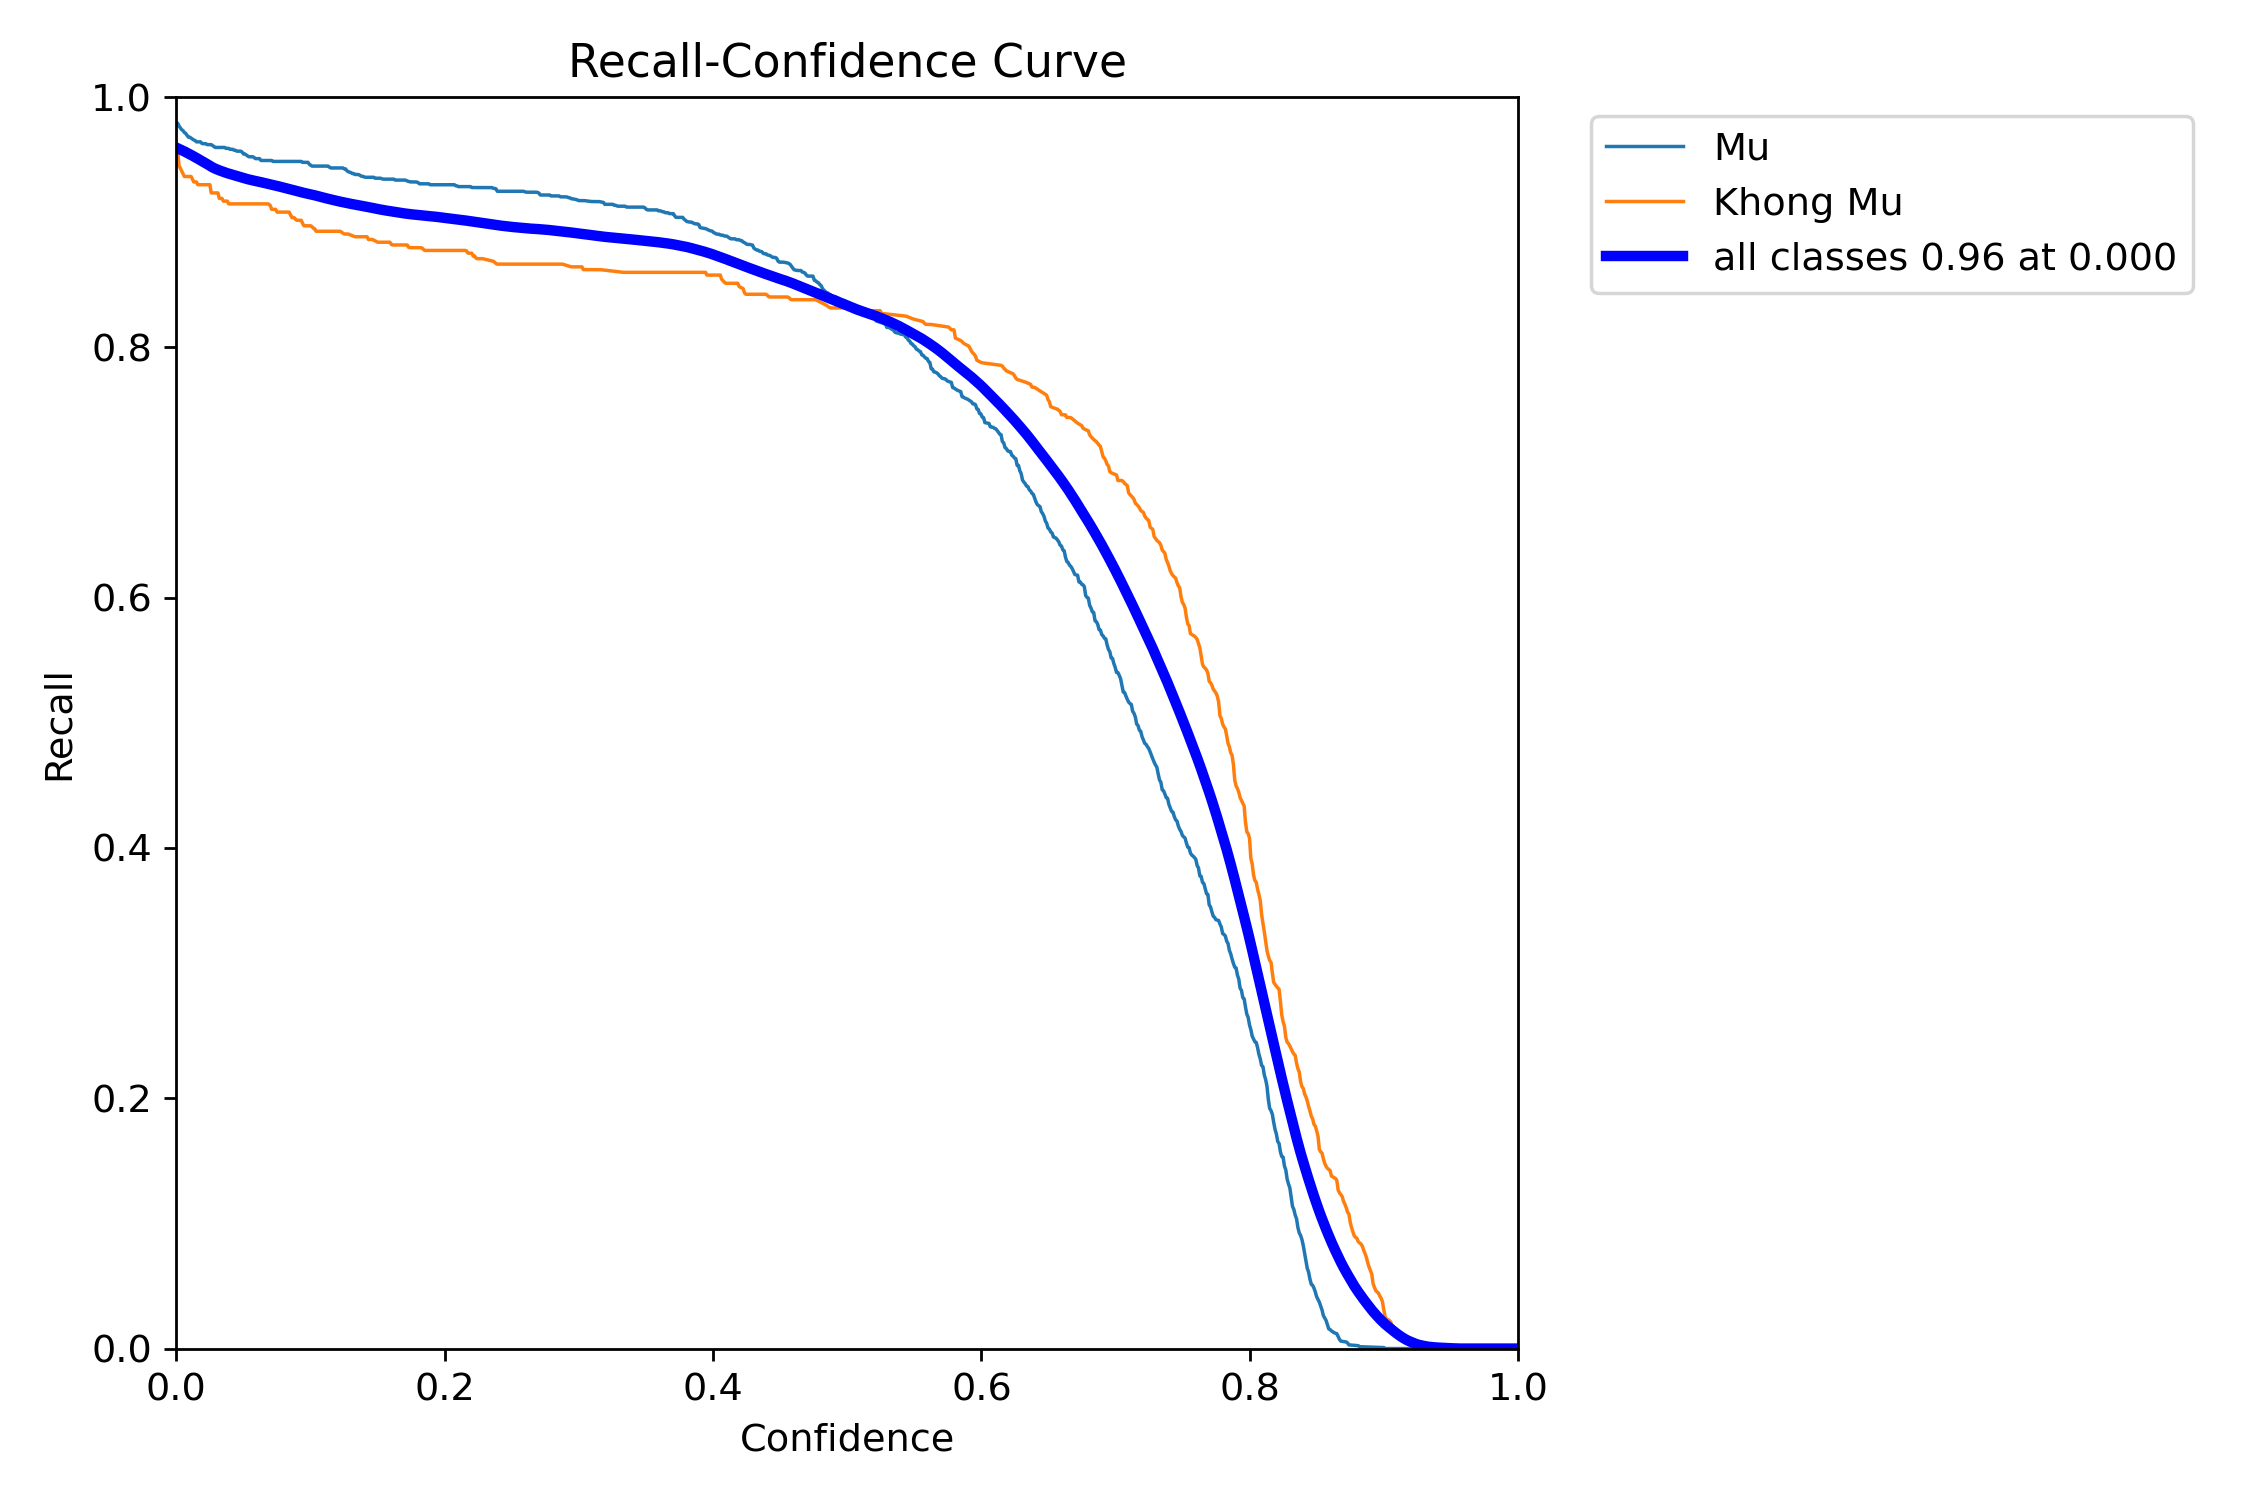 Recall-Confidence Curve
1.0
0.8
0.6
0.4
0.2
0.0
Recall
0.0 0.2 0.4 0.6 0.8 1.0
Confidence
Mu
Khong Mu
all classes 0.96 at 0.000